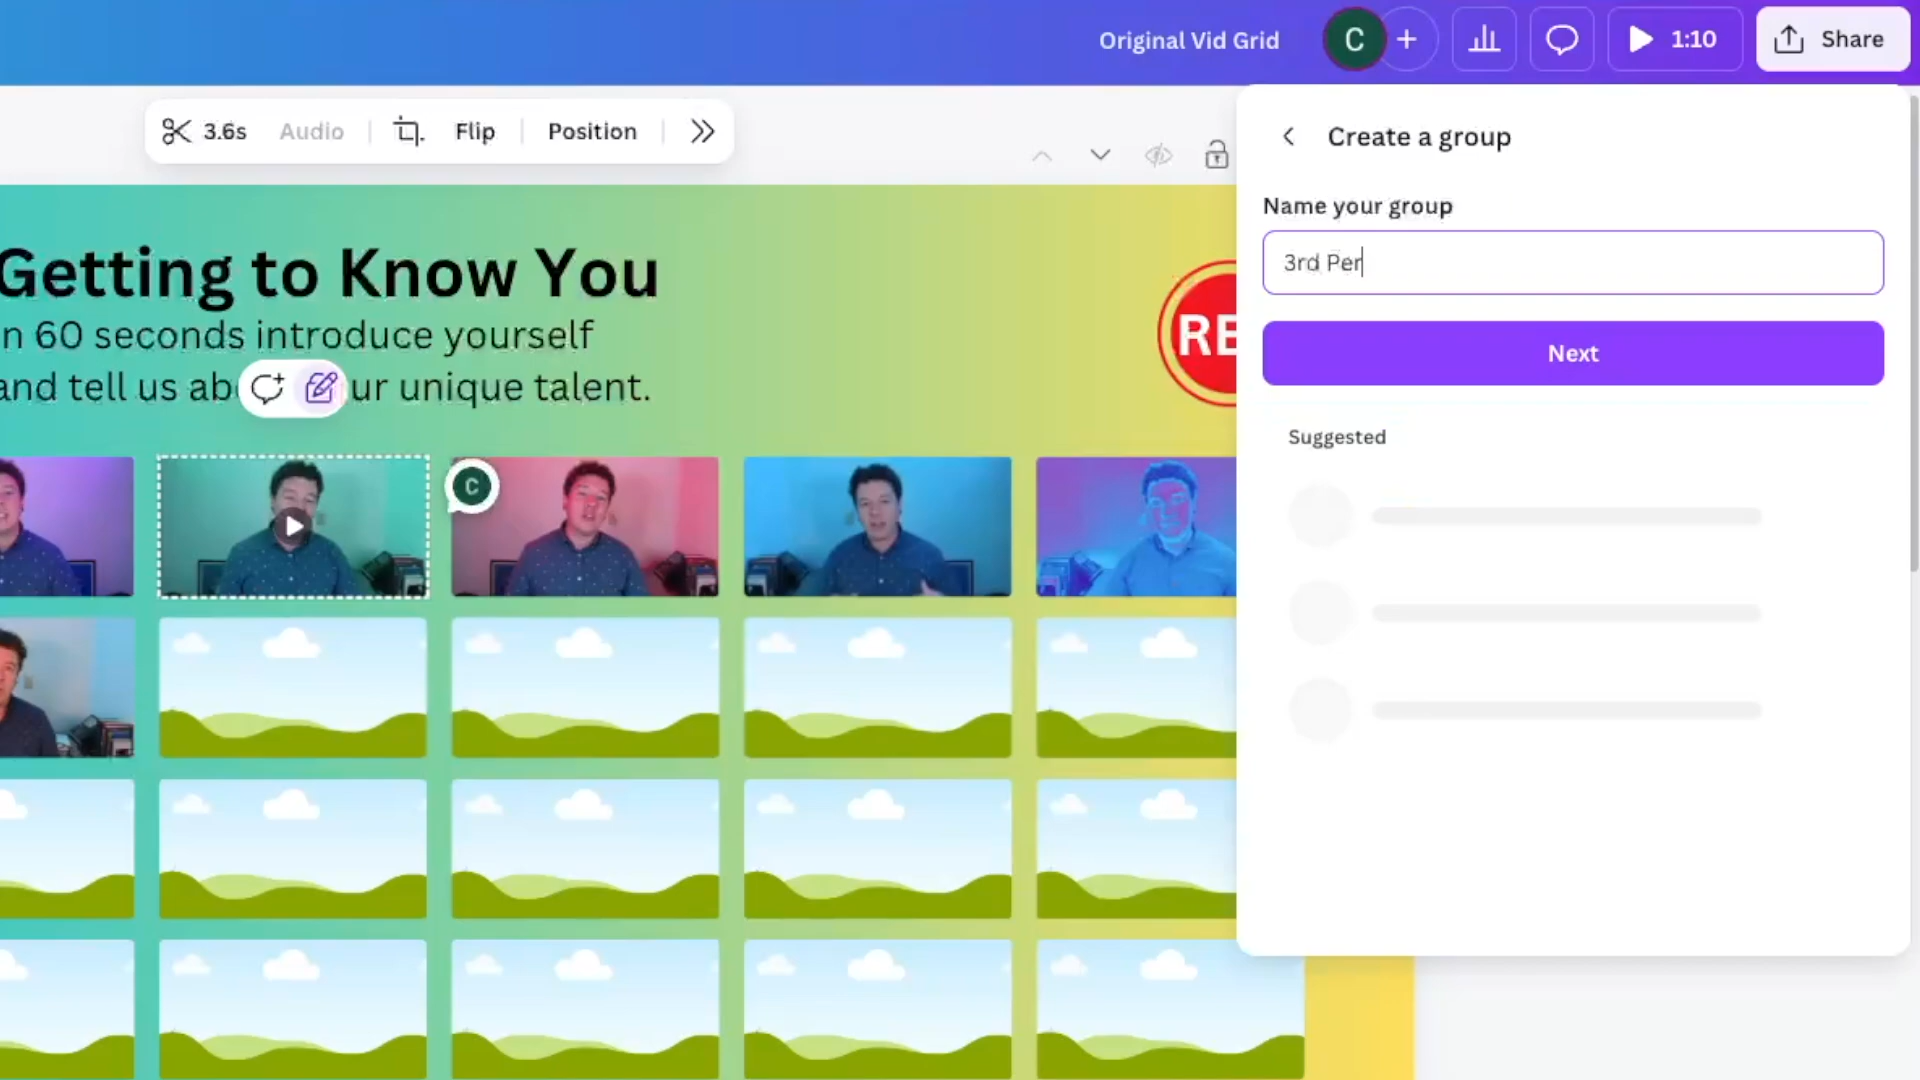 Original Vid Grid
C
+
1:10
Share
3.6s
Audio
Flip
Position
Create a group
Name your group
3rd Per
Next
Suggested
Getting to Know You
n 60 seconds introduce yourself
and tell us ab ur unique talent.
RE
C